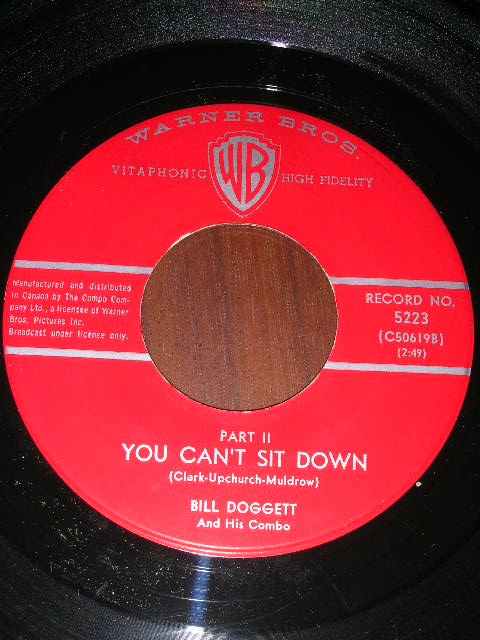 WARNER BROS.
VITAPHONIC WB HIGH FIDELITY
Manufactured and distributed
in Canada by The Compo Com-
pany Ltd., a licensee of Warner
Bros. Pictures Inc.
Broadcast under license only.
RECORD NO.
5223
(C50619B)
(2:49)
PART II
YOU CAN'T SIT DOWN
(Clark-Upchurch-Muldrow)
BILL DOGGETT
And His Combo